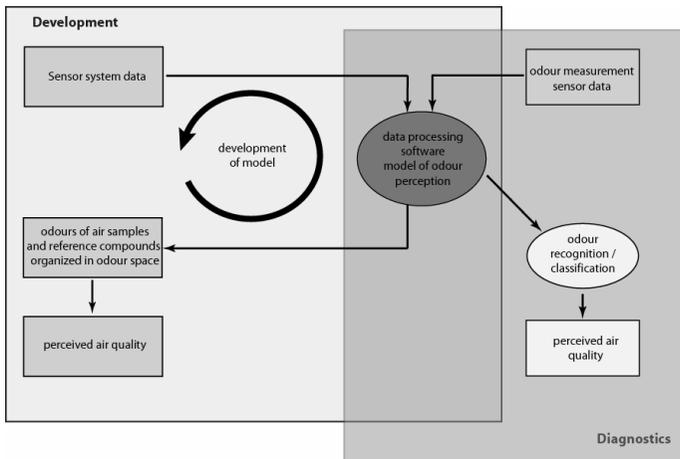 Development
Sensor system data
odour measurement
sensor data
data processing
software
model of odour
perception
development
of model
odours of air samples
and reference compounds
organized in odour space
odour
recognition /
classification
perceived air quality
perceived air
quality
Diagnostics